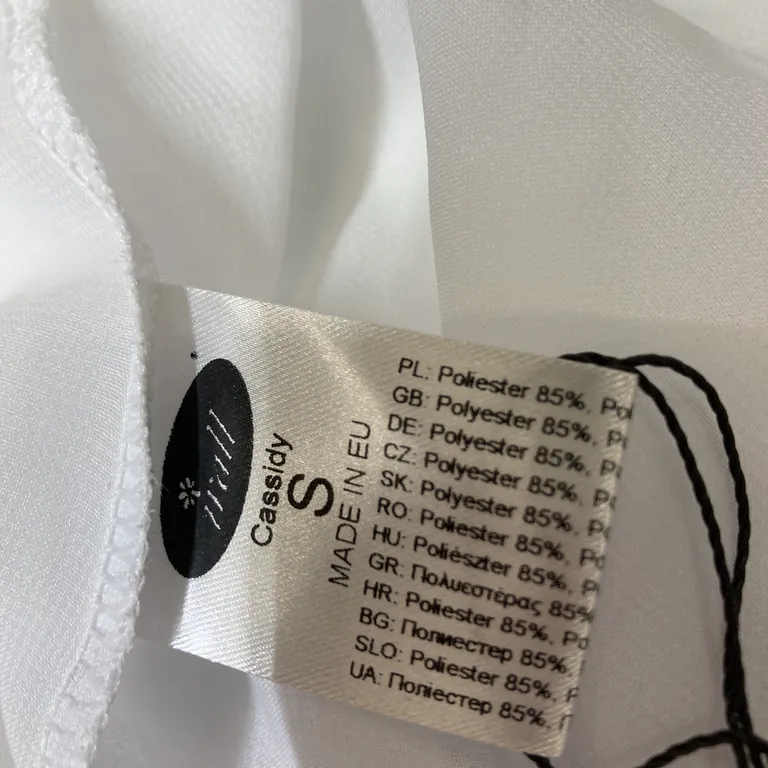 Cassidy
S
MADE IN EU
PL: Poliester 85%,
GB: Polyester 85%,
DE: Polyester 85%,
CZ: Polyester 85%,
SK: Polyester 85%,
RO: Poliester 85%,
HU: Poliészter 85%,
GR: Πολυεστέρας 85%
HR: Poliester 85%,
BG: Полиестер 85%
SLO: Poliester 85%,
UA: Поліестер 85%,